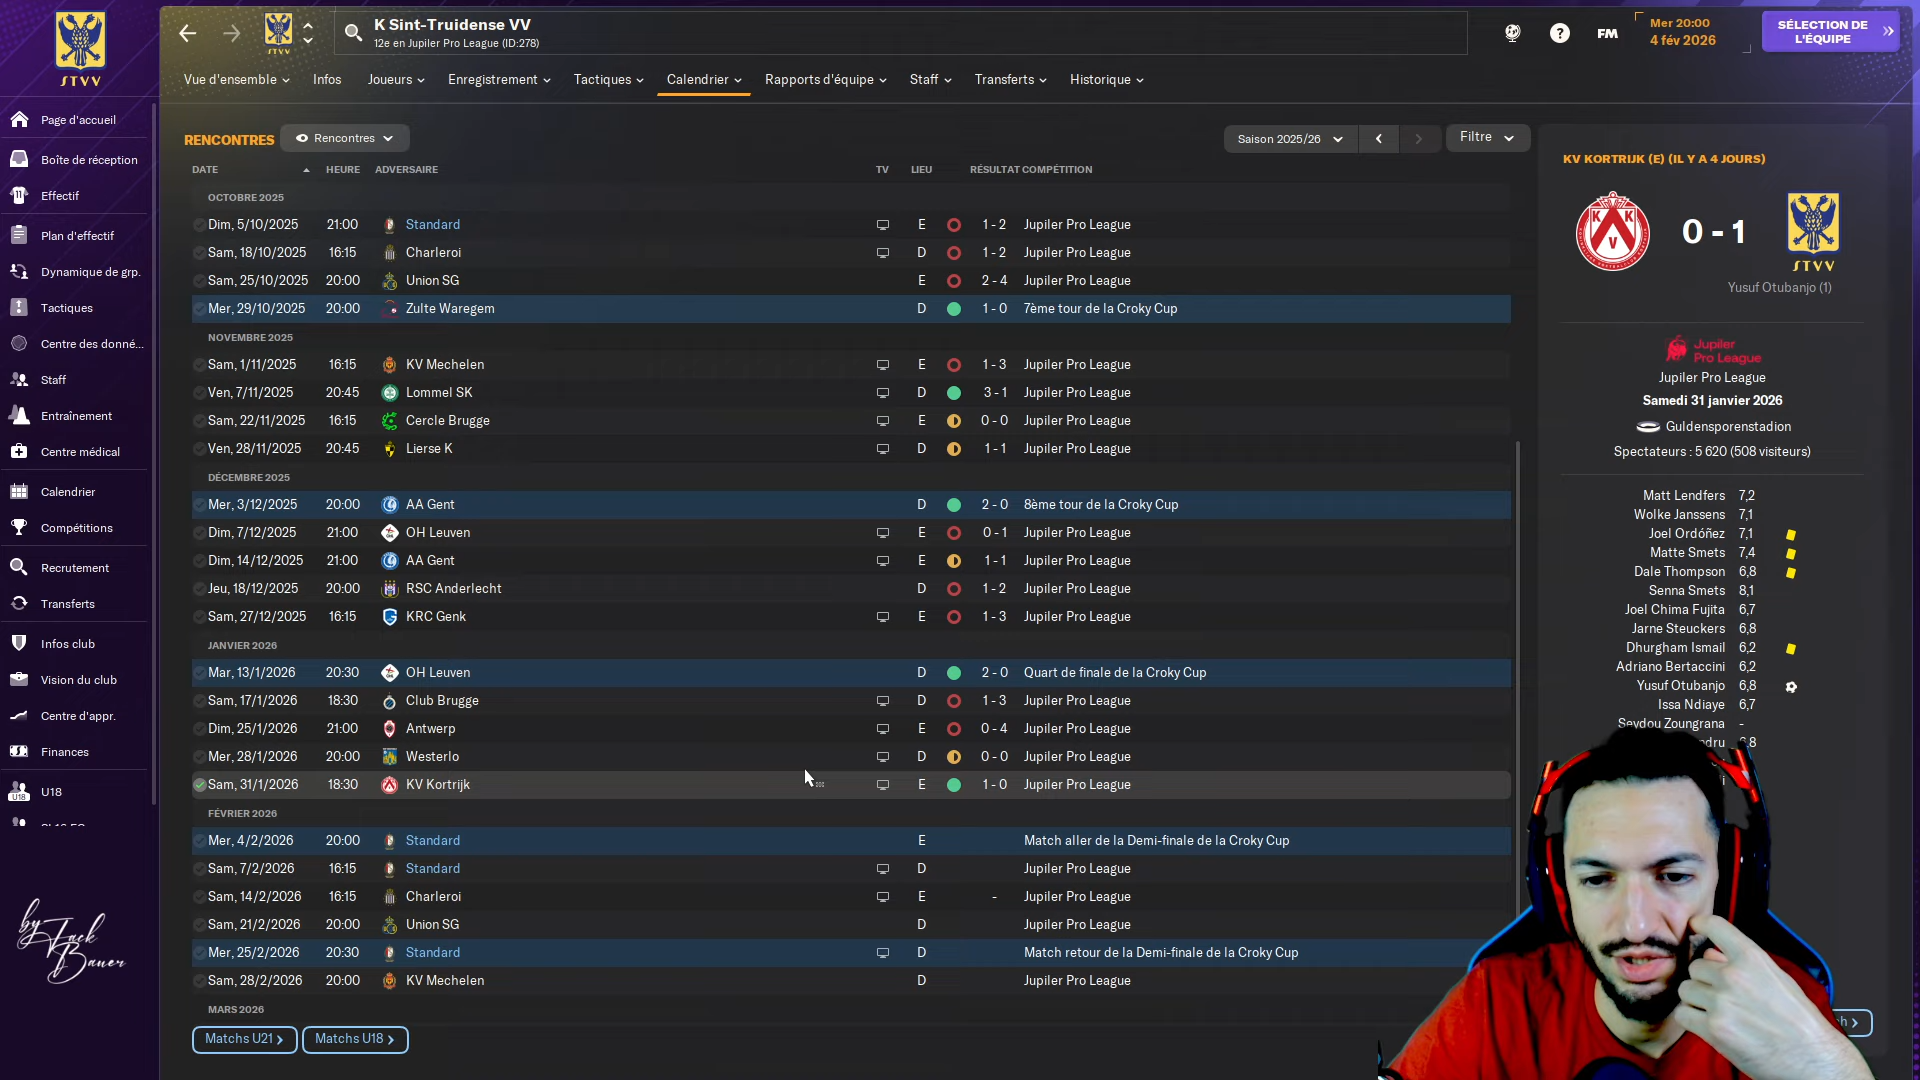 K Sint-Truidense VV
12e en Jupiler Pro League (ID:278)
Mer 20:00
4 fév 2026
SÉLECTION DE L'ÉQUIPE
STVV
Vue d'ensemble
Infos
Joueurs
Enregistrement
Tactiques
Calendrier
Rapports d'équipe
Staff
Transferts
Historique
Page d'accueil
Boîte de réception
Effectif
Plan d'effectif
Dynamique de grp.
Tactiques
Centre des donné...
Staff
Entraînement
Centre médical
Calendrier
Compétitions
Recrutement
Transferts
Infos club
Vision du club
Centre d'appr.
Finances
U18
by Jack Bauer
RENCONTRES
Rencontres
Saison 2025/26
Filtre
DATE HEURE ADVERSAIRE TV LIEU RÉSULTAT COMPÉTITION
OCTOBRE 2025
Dim, 5/10/2025 21:00 Standard E 1 - 2 Jupiler Pro League
Sam, 18/10/2025 16:15 Charleroi D 1 - 2 Jupiler Pro League
Sam, 25/10/2025 20:00 Union SG E 2 - 4 Jupiler Pro League
Mer, 29/10/2025 20:00 Zulte Waregem D 1 - 0 7ème tour de la Croky Cup
NOVEMBRE 2025
Sam, 1/11/2025 16:15 KV Mechelen E 1 - 3 Jupiler Pro League
Ven, 7/11/2025 20:45 Lommel SK D 3 - 1 Jupiler Pro League
Sam, 22/11/2025 16:15 Cercle Brugge E 0 - 0 Jupiler Pro League
Ven, 28/11/2025 20:45 Lierse K D 1 - 1 Jupiler Pro League
DÉCEMBRE 2025
Mer, 3/12/2025 20:00 AA Gent D 2 - 0 8ème tour de la Croky Cup
Dim, 7/12/2025 21:00 OH Leuven E 0 - 1 Jupiler Pro League
Dim, 14/12/2025 21:00 AA Gent E 1 - 1 Jupiler Pro League
Jeu, 18/12/2025 20:00 RSC Anderlecht D 1 - 2 Jupiler Pro League
Sam, 27/12/2025 16:15 KRC Genk E 1 - 3 Jupiler Pro League
JANVIER 2026
Mar, 13/1/2026 20:30 OH Leuven D 2 - 0 Quart de finale de la Croky Cup
Sam, 17/1/2026 18:30 Club Brugge D 1 - 3 Jupiler Pro League
Dim, 25/1/2026 21:00 Antwerp E 0 - 4 Jupiler Pro League
Mer, 28/1/2026 20:00 Westerlo D 0 - 0 Jupiler Pro League
Sam, 31/1/2026 18:30 KV Kortrijk E 1 - 0 Jupiler Pro League
FÉVRIER 2026
Mer, 4/2/2026 20:00 Standard E Match aller de la Demi-finale de la Croky Cup
Sam, 7/2/2026 16:15 Standard D Jupiler Pro League
Sam, 14/2/2026 16:15 Charleroi E - Jupiler Pro League
Sam, 21/2/2026 20:00 Union SG D Jupiler Pro League
Mer, 25/2/2026 20:30 Standard D Match retour de la Demi-finale de la Croky Cup
Sam, 28/2/2026 20:00 KV Mechelen D Jupiler Pro League
MARS 2026
Matchs U21
Matchs U18
KV KORTRIJK (E) (IL Y A 4 JOURS)
0 - 1
STVV
Yusuf Otubanjo (1)
Jupiler
Pro League
Jupiler Pro League
Samedi 31 janvier 2026
Guldensporenstadion
Spectateurs : 5 620 (508 visiteurs)
Matt Lendfers 7,2
Wolke Janssens 7,1
Joel Ordóñez 7,1
Matte Smets 7,4
Dale Thompson 6,8
Senna Smets 8,1
Joel Chima Fujita 6,7
Jarne Steuckers 6,8
Dhurgham Ismail 6,2
Adriano Bertaccini 6,2
Yusuf Otubanjo 6,8
Issa Ndiaye 6,7
Seydou Zoungrana -
6,8